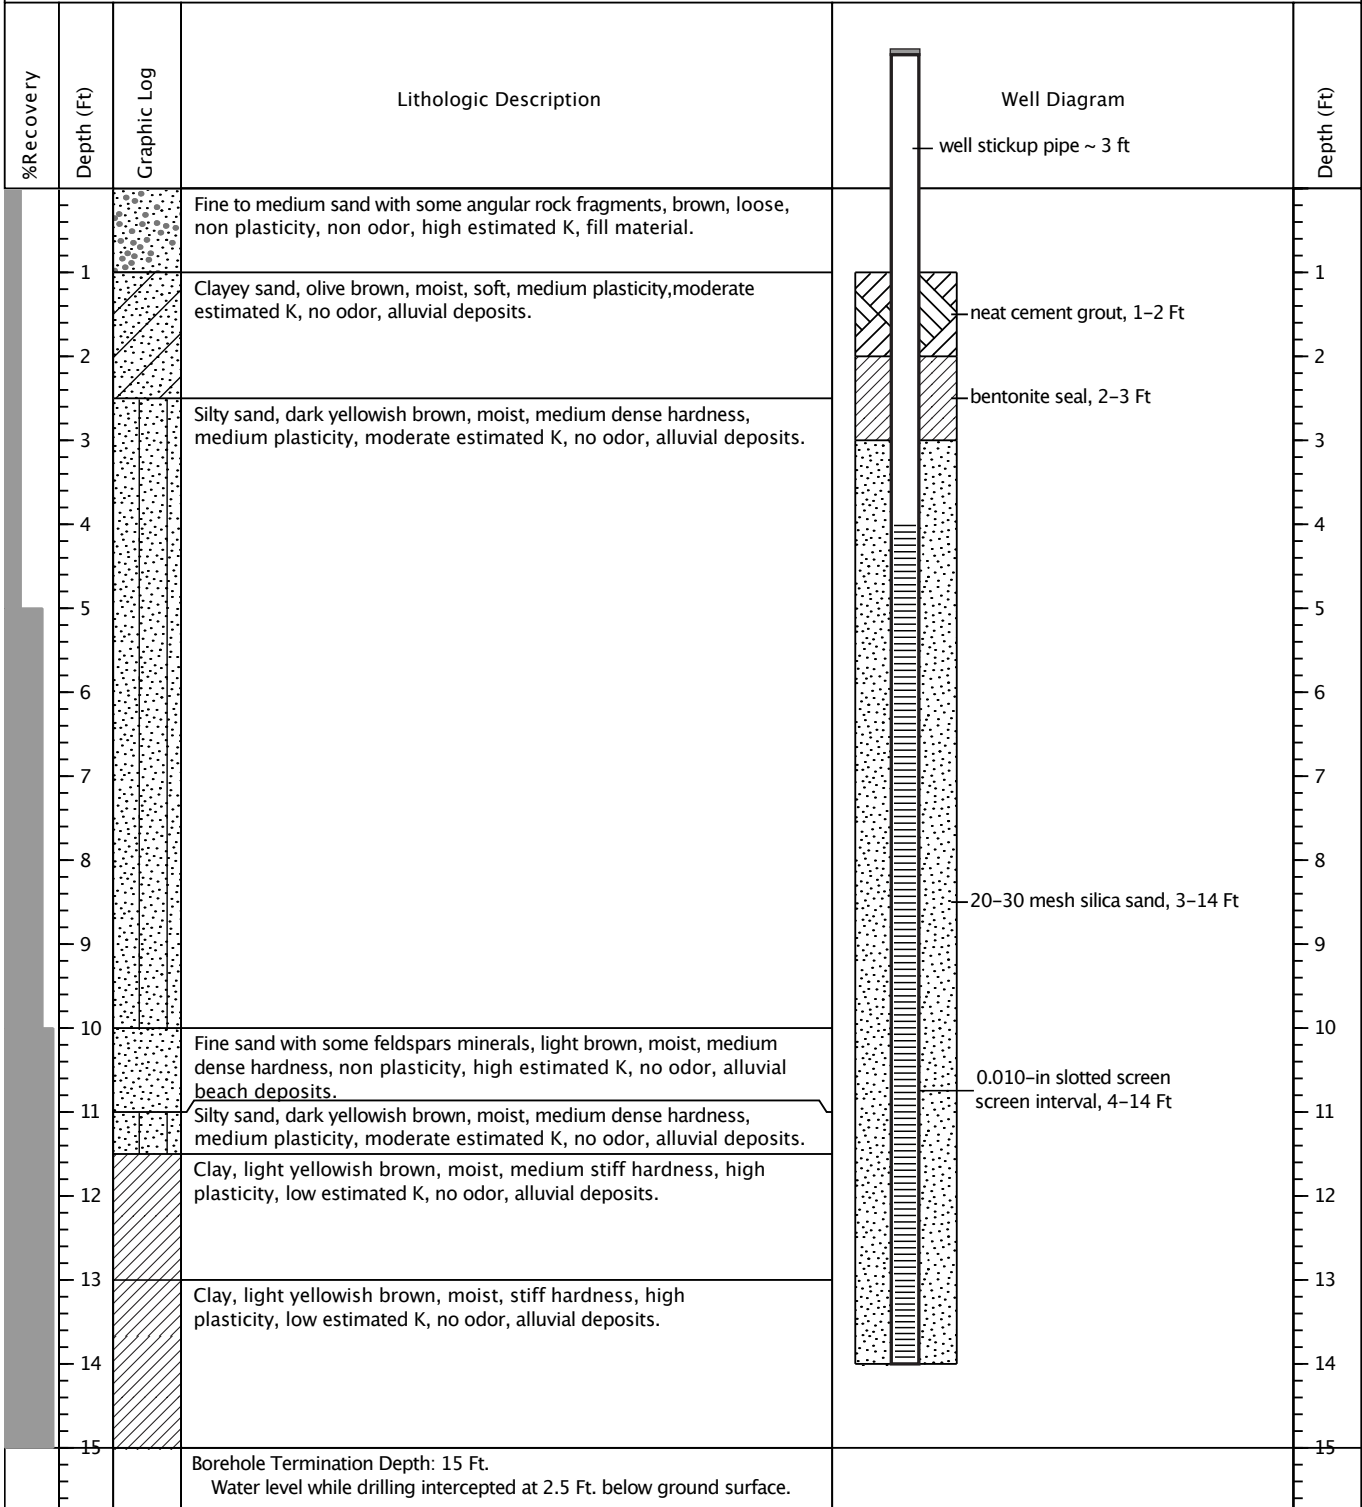 %Recovery
Depth (Ft)
Graphic Log
Lithologic Description
Well Diagram
Depth (Ft)
well stickup pipe ~ 3 ft
Fine to medium sand with some angular rock fragments, brown, loose,
non plasticity, non odor, high estimated K, fill material.
1
1
Clayey sand, olive brown, moist, soft, medium plasticity,moderate
estimated K, no odor, alluvial deposits.
neat cement grout, 1-2 Ft
2
2
bentonite seal, 2-3 Ft
Silty sand, dark yellowish brown, moist, medium dense hardness,
medium plasticity, moderate estimated K, no odor, alluvial deposits.
3
3
4
4
5
5
6
6
7
7
8
8
20-30 mesh silica sand, 3-14 Ft
9
9
10
10
Fine sand with some feldspars minerals, light brown, moist, medium
dense hardness, non plasticity, high estimated K, no odor, alluvial
beach deposits.
0.010-in slotted screen
screen interval, 4-14 Ft
11
11
Silty sand, dark yellowish brown, moist, medium dense hardness,
medium plasticity, moderate estimated K, no odor, alluvial deposits.
Clay, light yellowish brown, moist, medium stiff hardness, high
plasticity, low estimated K, no odor, alluvial deposits.
12
12
13
13
Clay, light yellowish brown, moist, stiff hardness, high
plasticity, low estimated K, no odor, alluvial deposits.
14
14
15
15
Borehole Termination Depth: 15 Ft.
Water level while drilling intercepted at 2.5 Ft. below ground surface.